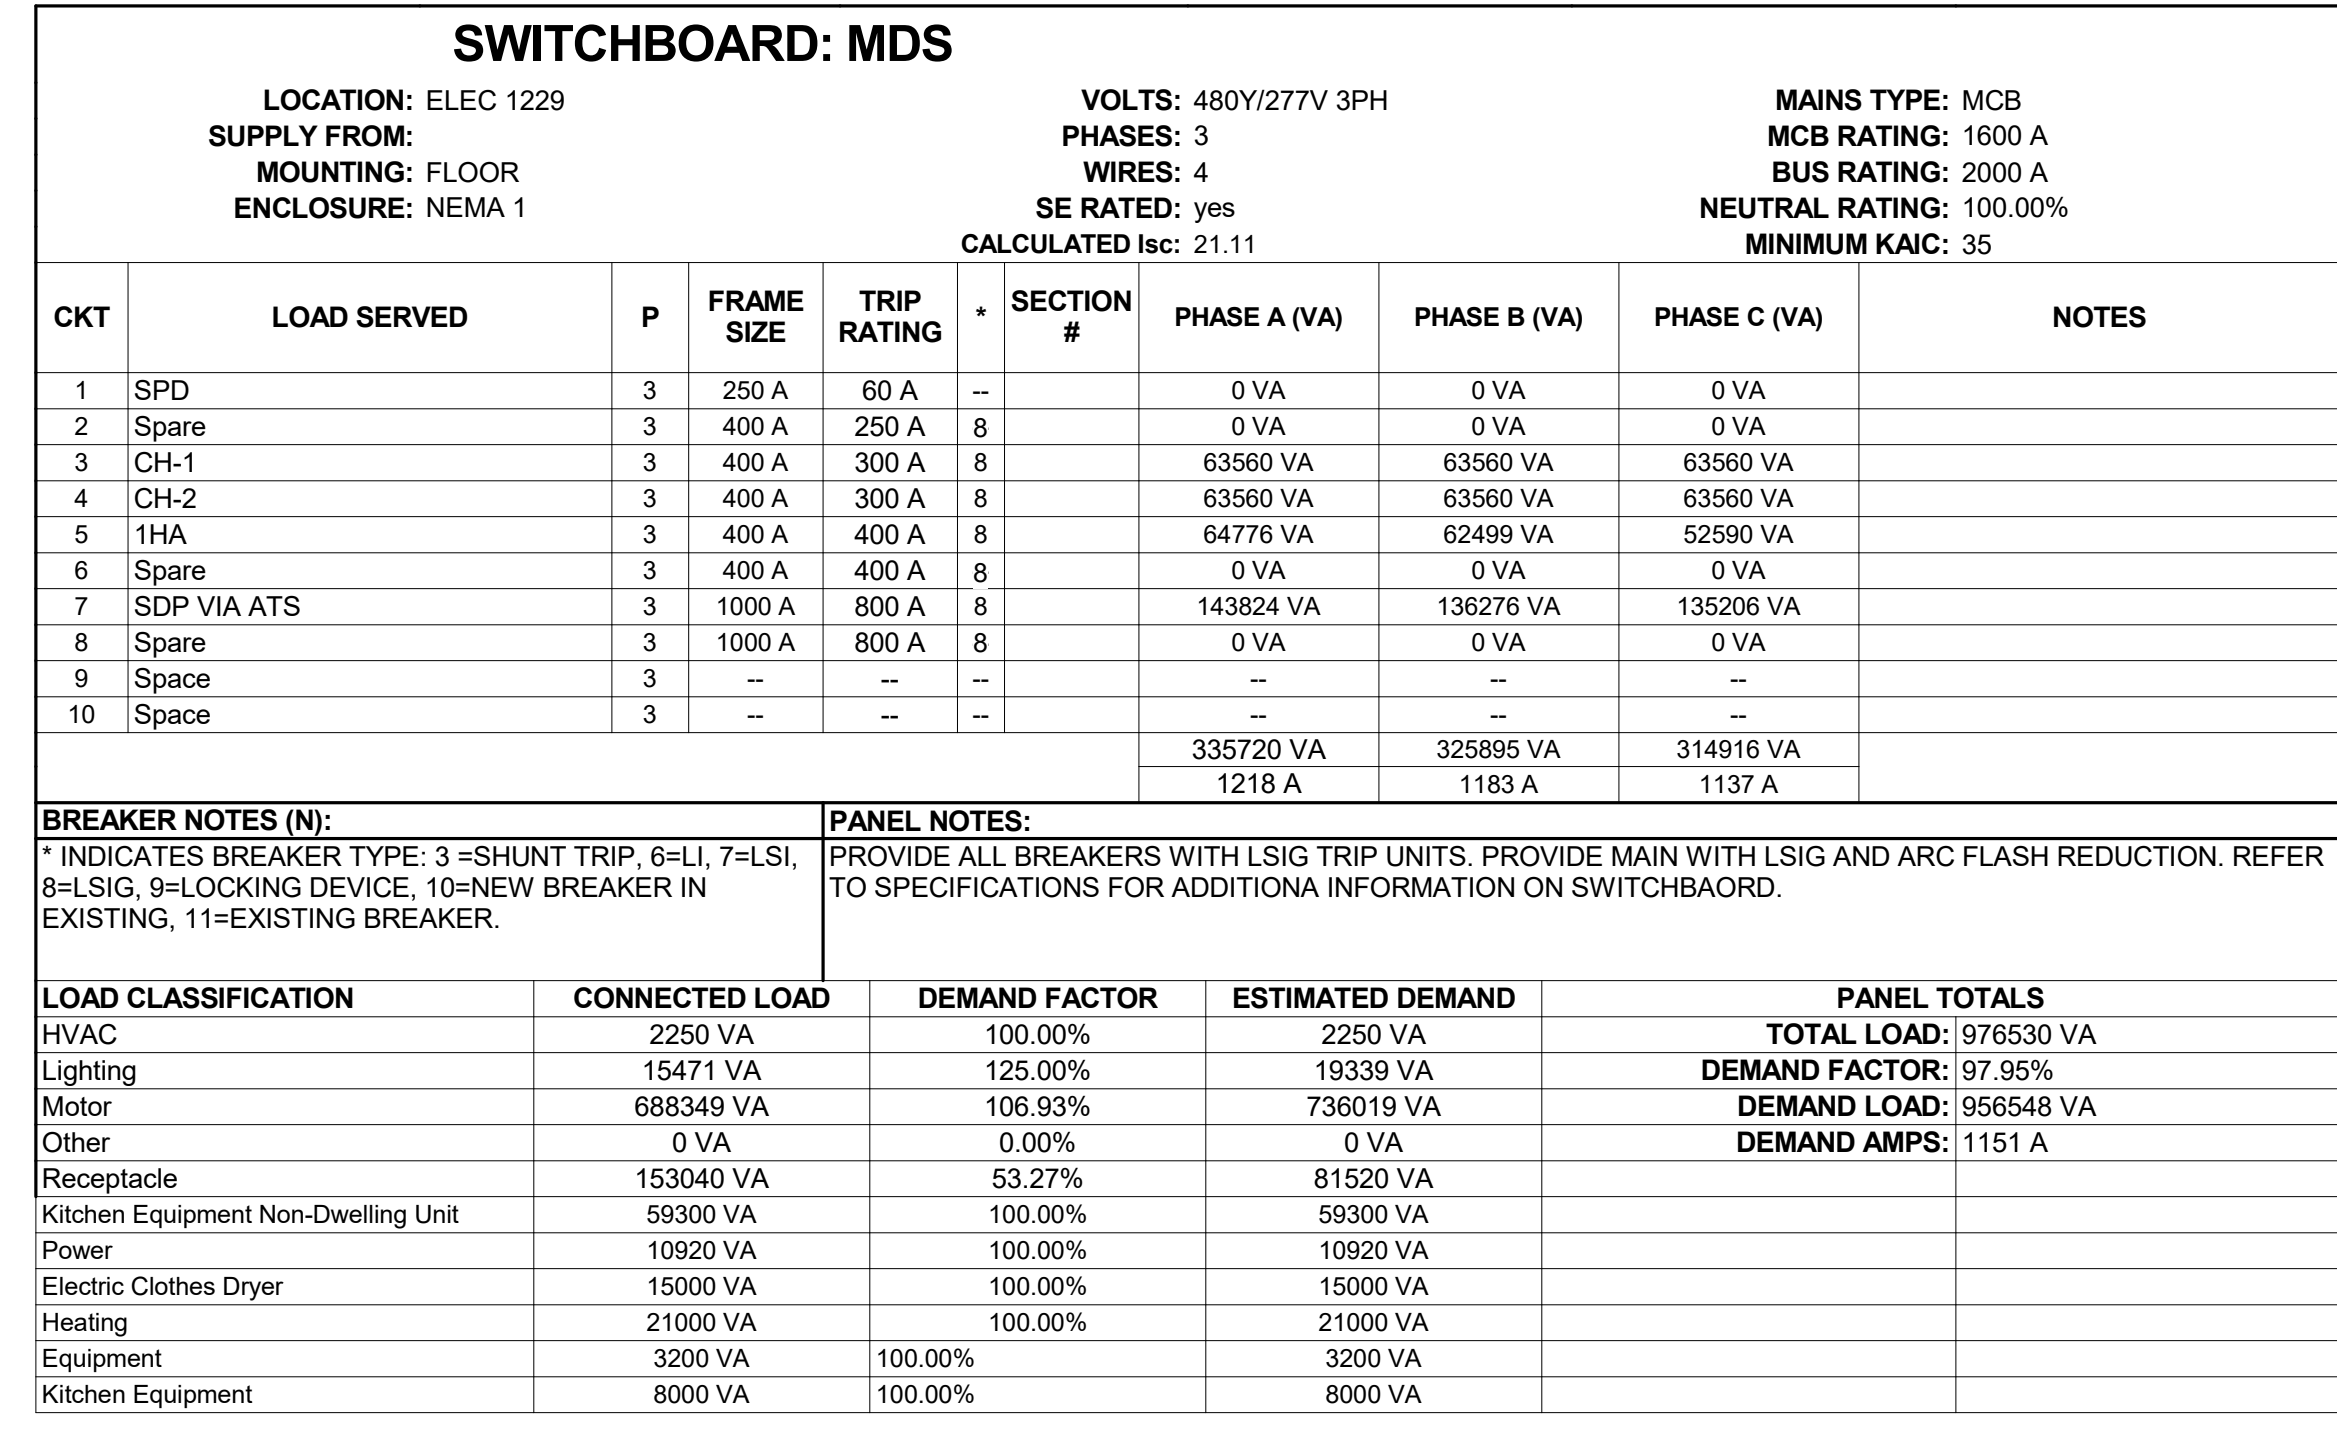 SWITCHBOARD: MDS
LOCATION: ELEC 1229 VOLTS: 480Y/277V 3PH MAINS TYPE: MCB
SUPPLY FROM: PHASES: 3 MCB RATING: 1600 A
MOUNTING: FLOOR WIRES: 4 BUS RATING: 2000 A
ENCLOSURE: NEMA 1 SE RATED: yes NEUTRAL RATING: 100.00%
CALCULATED Isc: 21.11 MINIMUM KAIC: 35
CKT LOAD SERVED P FRAME SIZE TRIP RATING * SECTION # PHASE A (VA) PHASE B (VA) PHASE C (VA) NOTES
1 SPD 3 250 A 60 A -- 0 VA 0 VA 0 VA
2 Spare 3 400 A 250 A 8 0 VA 0 VA 0 VA
3 CH-1 3 400 A 300 A 8 63560 VA 63560 VA 63560 VA
4 CH-2 3 400 A 300 A 8 63560 VA 63560 VA 63560 VA
5 1HA 3 400 A 400 A 8 64776 VA 62499 VA 52590 VA
6 Spare 3 400 A 400 A 8 0 VA 0 VA 0 VA
7 SDP VIA ATS 3 1000 A 800 A 8 143824 VA 136276 VA 135206 VA
8 Spare 3 1000 A 800 A 8 0 VA 0 VA 0 VA
9 Space 3 -- -- -- -- -- --
10 Space 3 -- -- -- -- -- --
335720 VA 325895 VA 314916 VA
1218 A 1183 A 1137 A
BREAKER NOTES (N):
* INDICATES BREAKER TYPE: 3 =SHUNT TRIP, 6=LI, 7=LSI,
8=LSIG, 9=LOCKING DEVICE, 10=NEW BREAKER IN
EXISTING, 11=EXISTING BREAKER.
PANEL NOTES:
PROVIDE ALL BREAKERS WITH LSIG TRIP UNITS. PROVIDE MAIN WITH LSIG AND ARC FLASH REDUCTION. REFER
TO SPECIFICATIONS FOR ADDITIONA INFORMATION ON SWITCHBAORD.
LOAD CLASSIFICATION CONNECTED LOAD DEMAND FACTOR ESTIMATED DEMAND PANEL TOTALS
HVAC 2250 VA 100.00% 2250 VA TOTAL LOAD: 976530 VA
Lighting 15471 VA 125.00% 19339 VA DEMAND FACTOR: 97.95%
Motor 688349 VA 106.93% 736019 VA DEMAND LOAD: 956548 VA
Other 0 VA 0.00% 0 VA DEMAND AMPS: 1151 A
Receptacle 153040 VA 53.27% 81520 VA
Kitchen Equipment Non-Dwelling Unit 59300 VA 100.00% 59300 VA
Power 10920 VA 100.00% 10920 VA
Electric Clothes Dryer 15000 VA 100.00% 15000 VA
Heating 21000 VA 100.00% 21000 VA
Equipment 3200 VA 100.00% 3200 VA
Kitchen Equipment 8000 VA 100.00% 8000 VA